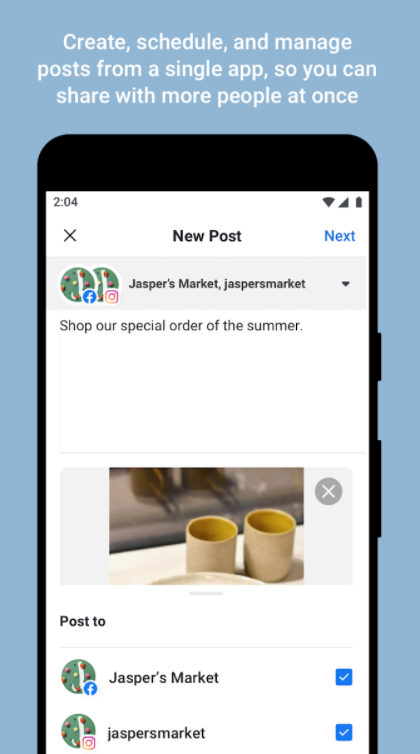 Create, schedule, and manage
posts from a single app, so you can
share with more people at once
2:04
New Post
Next
Jasper's Market, jaspersmarket
Shop our special order of the summer.
Post to
Jasper's Market
jaspersmarket